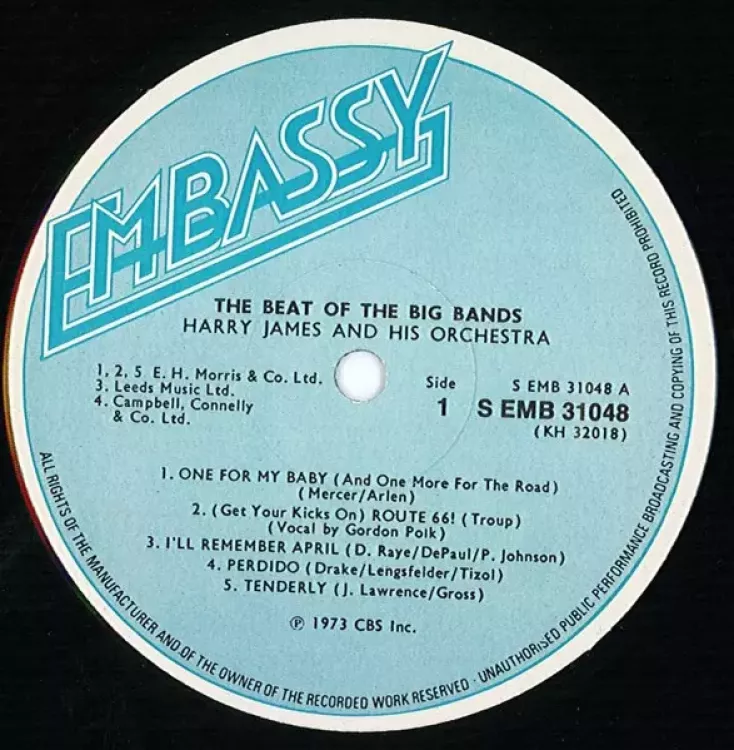 EMBASSY
THE BEAT OF THE BIG BANDS
HARRY JAMES AND HIS ORCHESTRA
1, 2, 5. E. H. Morris & Co. Ltd.
3. Leeds Music Ltd.
4. Campbell, Connelly
& Co. Ltd.
Side
1
S EMB 31048 A
S EMB 31048
(KH 32018)
1. ONE FOR MY BABY (And One More For The Road)
(Mercer/Arlen)
2. (Get Your Kicks On) ROUTE 66! (Troup)
(Vocal by Gordon Polk)
3. I'LL REMEMBER APRIL (D. Raye/DePaul/P. Johnson)
4. PERDIDO (Drake/Lengsfelder/Tizol)
5. TENDERLY (J. Lawrence/Gross)
℗ 1973 CBS Inc.
ALL RIGHTS OF THE MANUFACTURER AND OF THE OWNER OF THE RECORDED WORK RESERVED · UNAUTHORISED PUBLIC PERFORMANCE BROADCASTING AND COPYING OF THIS RECORD PROHIBITED